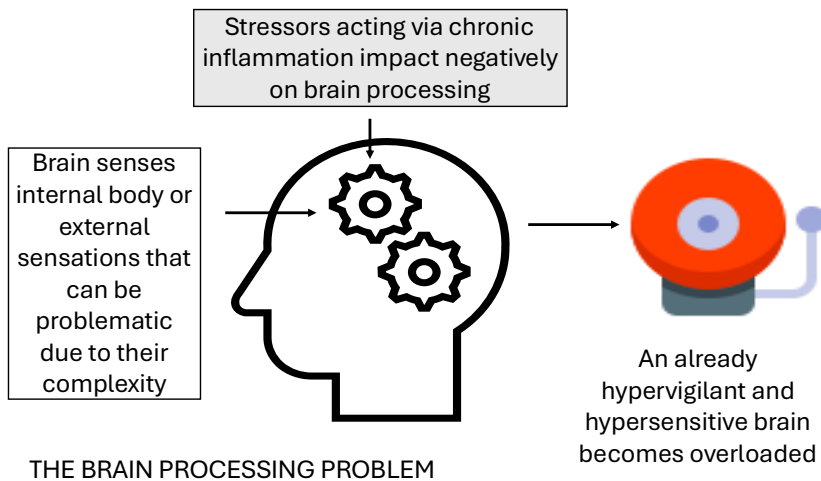 Stressors acting via chronic
inflammation impact negatively
on brain processing
Brain senses
internal body or
external
sensations that
can be
problematic
due to their
complexity
An already
hypervigilant and
hypersensitive brain
becomes overloaded
THE BRAIN PROCESSING PROBLEM